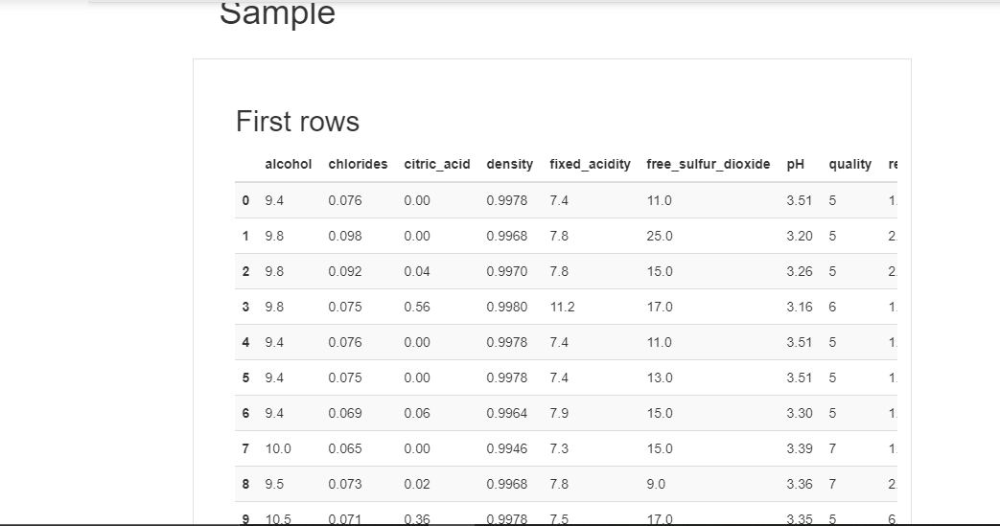 Sample
First rows
alcohol chlorides citric_acid density fixed_acidity free_sulfur_dioxide pH quality re
0 9.4 0.076 0.00 0.9978 7.4 11.0 3.51 5 1.
1 9.8 0.098 0.00 0.9968 7.8 25.0 3.20 5 2.
2 9.8 0.092 0.04 0.9970 7.8 15.0 3.26 5 2.
3 9.8 0.075 0.56 0.9980 11.2 17.0 3.16 6 1.
4 9.4 0.076 0.00 0.9978 7.4 11.0 3.51 5 1.
5 9.4 0.075 0.00 0.9978 7.4 13.0 3.51 5 1.
6 9.4 0.069 0.06 0.9964 7.9 15.0 3.30 5 1.
7 10.0 0.065 0.00 0.9946 7.3 15.0 3.39 7 1.
8 9.5 0.073 0.02 0.9968 7.8 9.0 3.36 7 2.
9 10.5 0.071 0.36 0.9978 7.5 17.0 3.35 5 6.